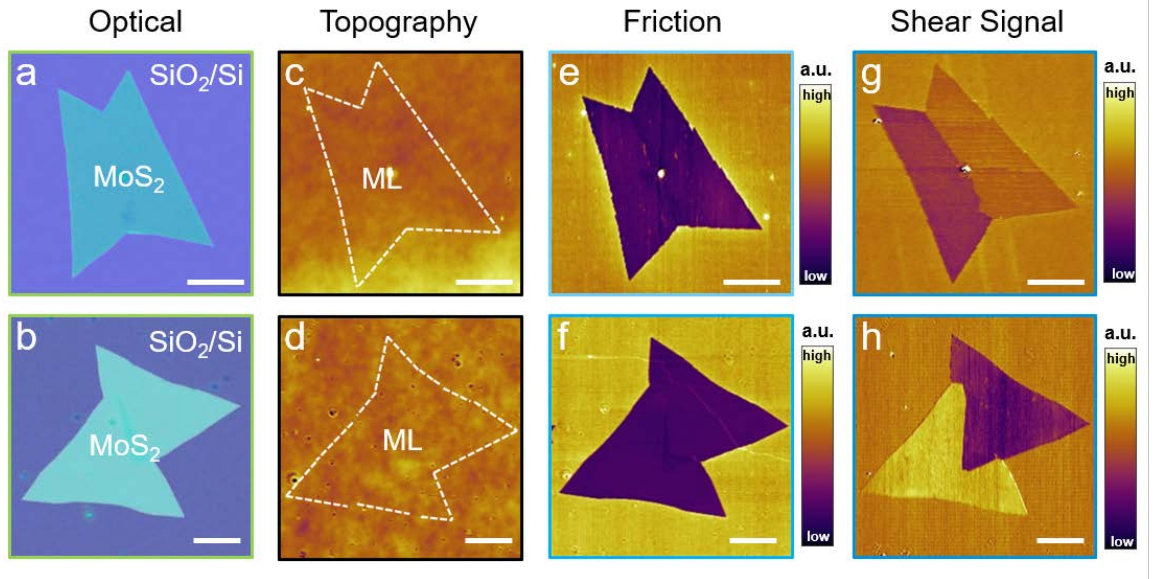 Optical
Topography
Friction
Shear Signal
a
SiO₂/Si
MoS₂
c
ML
e
a.u.
high
low
g
a.u.
high
low
b
SiO₂/Si
MoS₂
d
ML
f
a.u.
high
low
h
a.u.
high
low